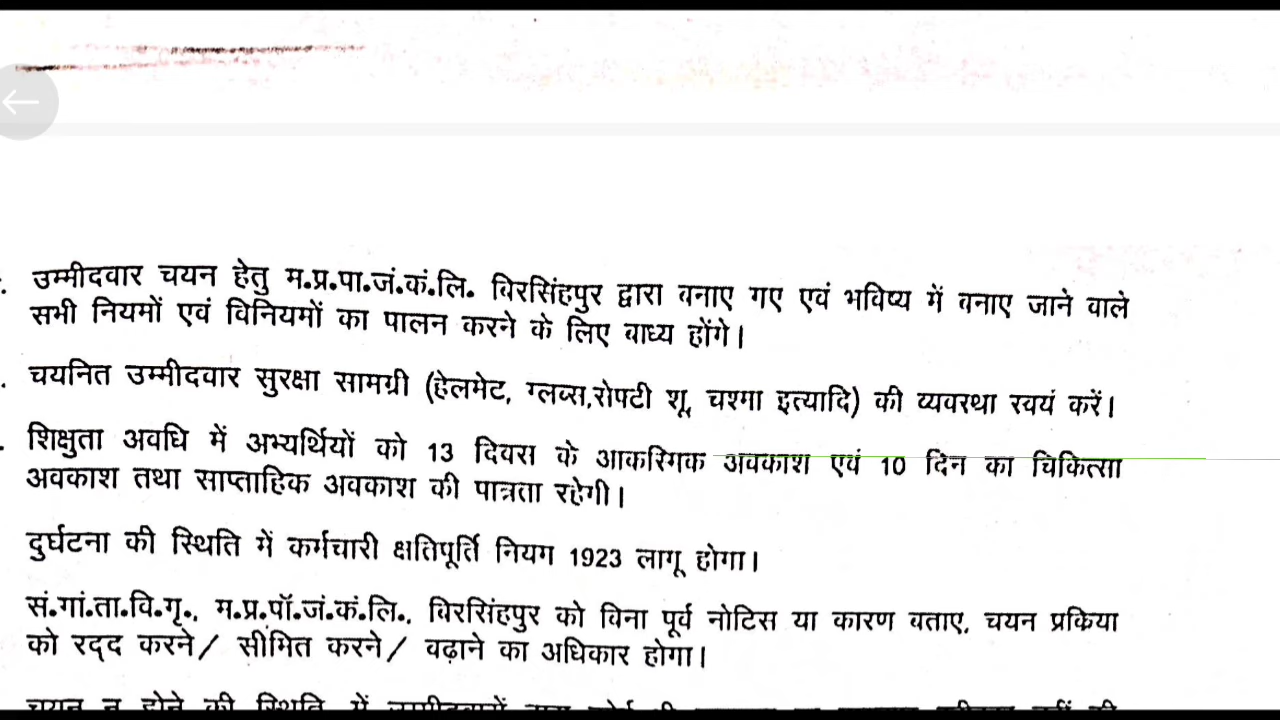 उम्मीदवार चयन हेतु म.प्र.पा.जं.कं.लि. बिरसिंहपुर द्वारा बनाए गए एवं भविष्य में बनाए जाने वाले
सभी नियमों एवं विनियमों का पालन करने के लिए बाध्य होंगे।
चयनित उम्मीदवार सुरक्षा सामग्री (हेलमेट, ग्लब्स,सेफ्टी शू, चश्मा इत्यादि) की व्यवस्था स्वयं करें।
शिक्षुता अवधि में अभ्यर्थियों को 13 दिवस के आकस्मिक अवकाश एवं 10 दिन का चिकित्सा
अवकाश तथा साप्ताहिक अवकाश की पात्रता रहेगी।
दुर्घटना की स्थिति में कर्मचारी क्षतिपूर्ति नियम 1923 लागू होगा।
सं.गां.ता.वि.गृ., म.प्र.पॉ.जं.कं.लि., बिरसिंहपुर को बिना पूर्व नोटिस या कारण बताए, चयन प्रक्रिया
को रद्द करने/ सीमित करने/ बढ़ाने का अधिकार होगा।
चयन न होने की स्थिति में उम्मीदवारों